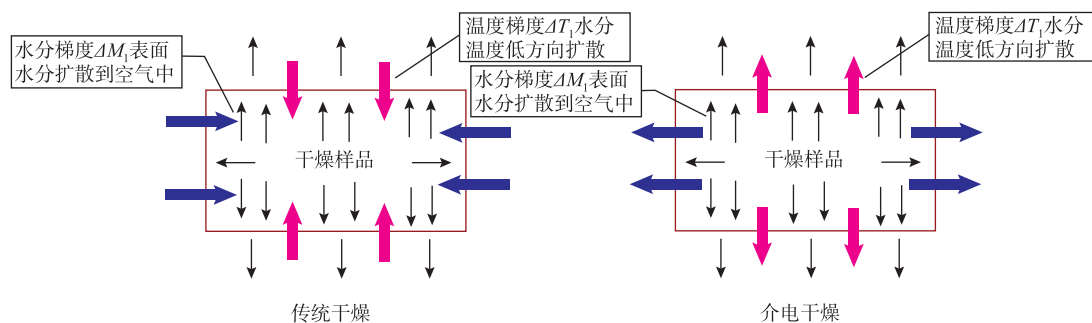 水分梯度ΔM₁表面
水分扩散到空气中
温度梯度ΔT₁水分
温度低方向扩散
干燥样品
传统干燥
水分梯度ΔM₁表面
水分扩散到空气中
温度梯度ΔT₁水分
温度低方向扩散
干燥样品
介电干燥